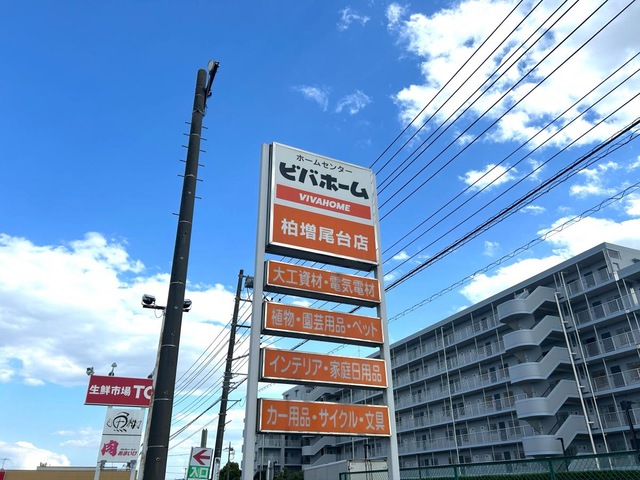 ホームセンター
ビバホーム
VIVAHOME
柏増尾台店
大工資材・電気電材
植物・園芸用品・ペット
インテリア・家庭日用品
カー用品・サイクル・文具
生鮮市場 TO
肉
入口